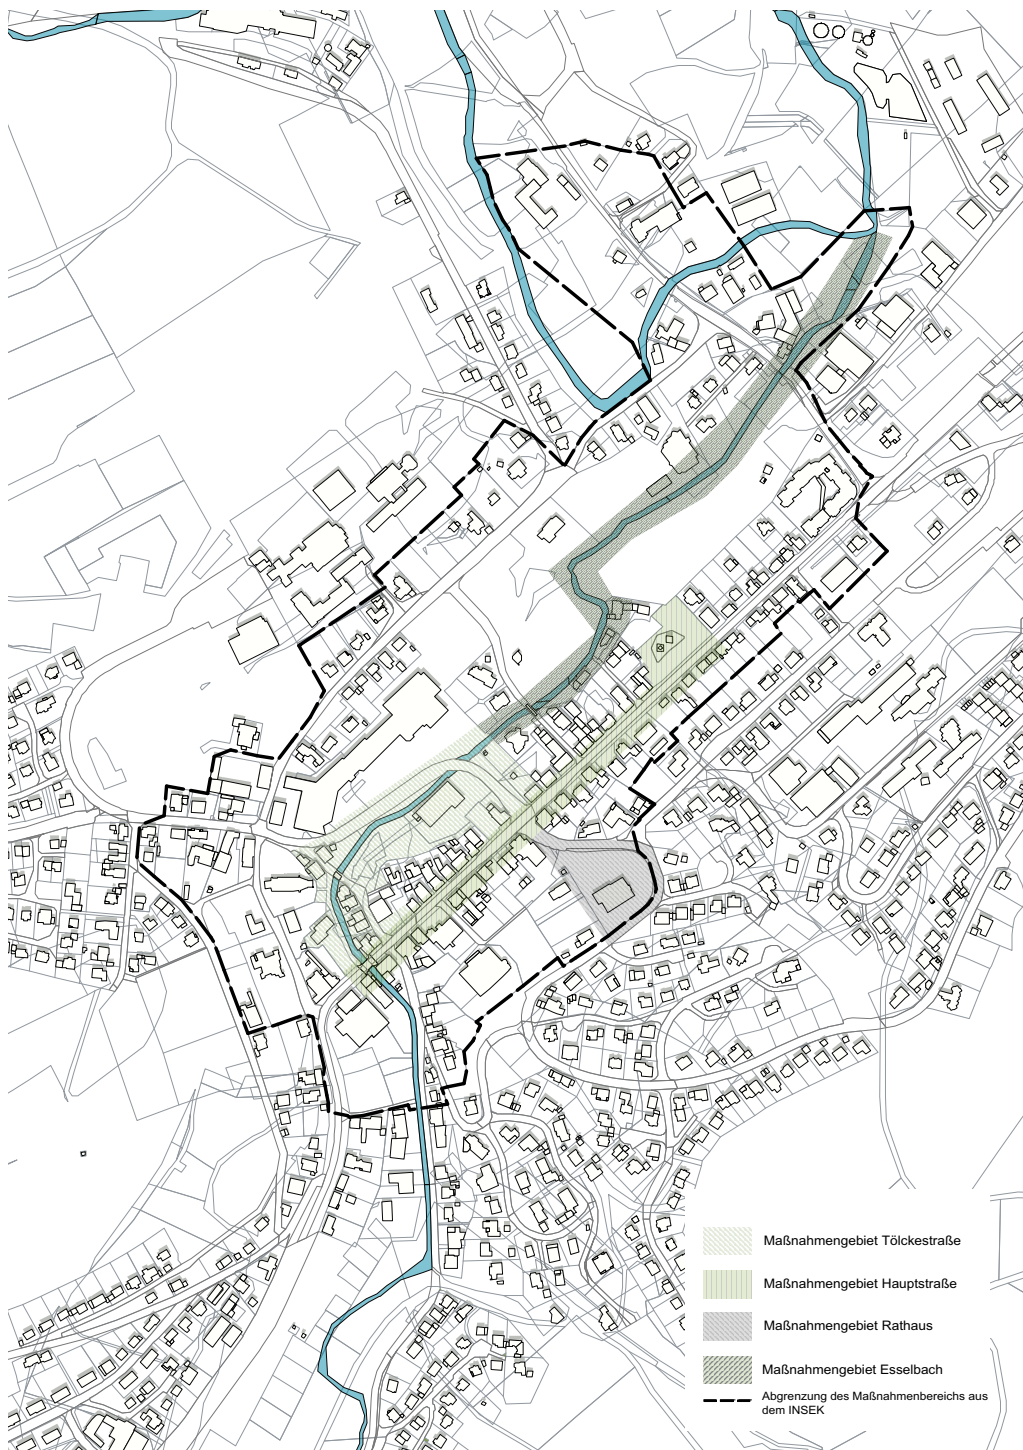 Maßnahmengebiet Tölckestraße
Maßnahmengebiet Hauptstraße
Maßnahmengebiet Rathaus
Maßnahmengebiet Esselbach
Abgrenzung des Maßnahmenbereichs aus
dem INSEK